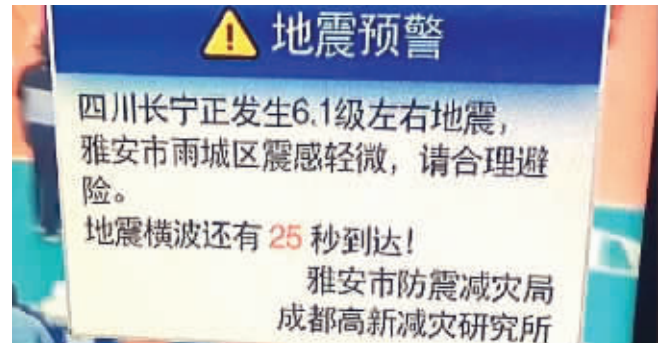 地震预警
四川长宁正发生6.1级左右地震，
雅安市雨城区震感轻微，请合理避
险。
地震横波还有 25 秒到达！
雅安市防震减灾局
成都高新减灾研究所